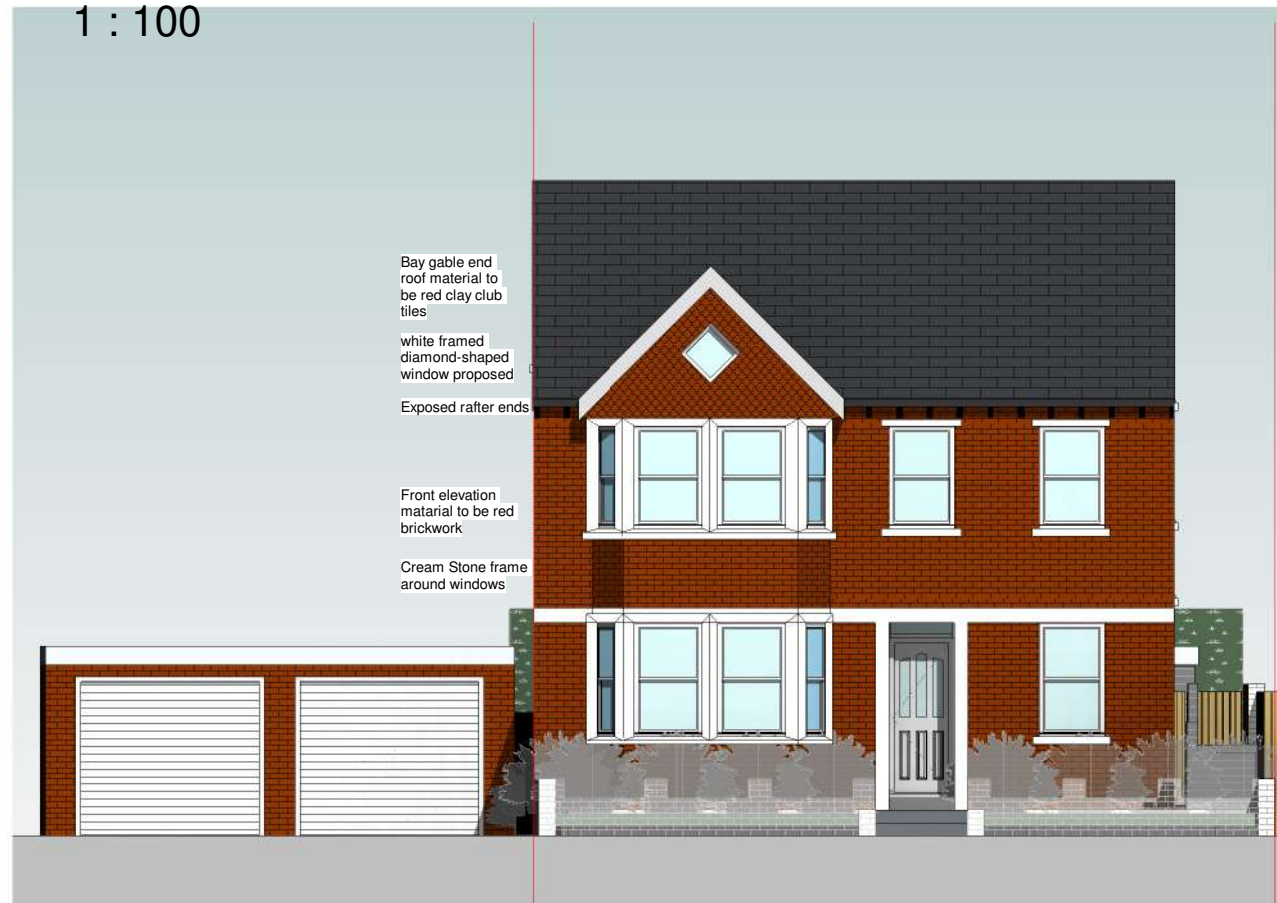 1 : 100
Bay gable end
roof material to
be red clay club
tiles
white framed
diamond-shaped
window proposed
Exposed rafter ends
Front elevation
matarial to be red
brickwork
Cream Stone frame
around windows